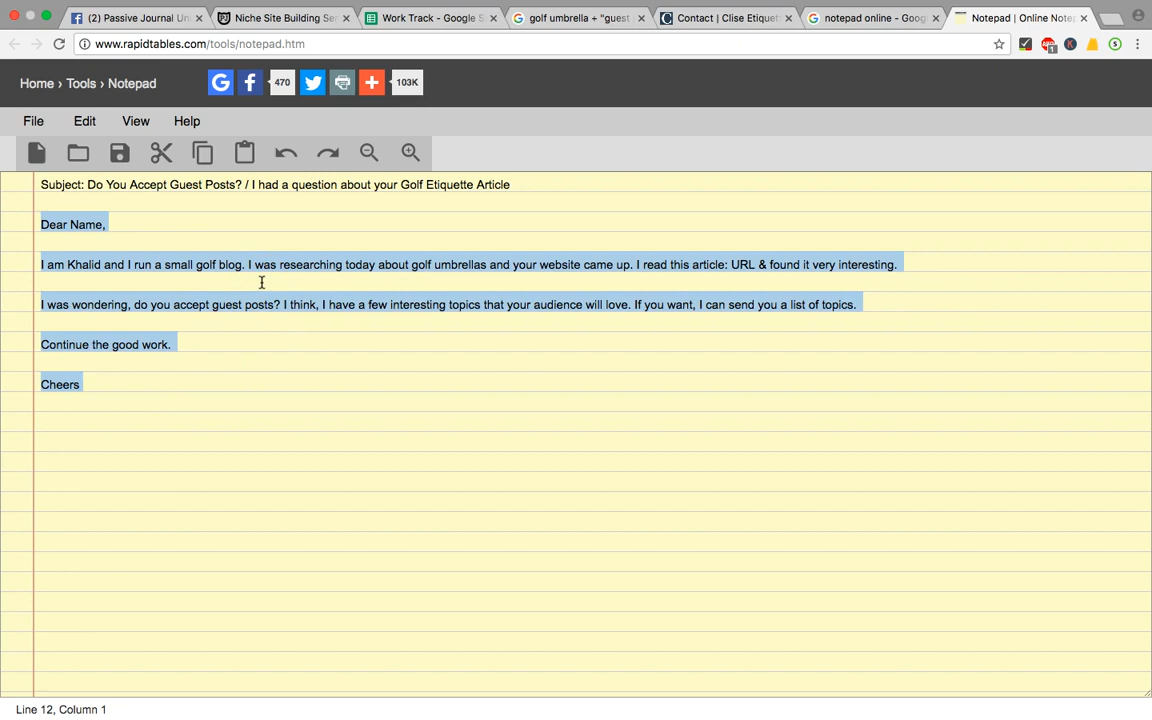 (2) Passive Journal Un
Niche Site Building Ser
Work Track - Google S
golf umbrella + "guest
Contact | Clise Etiquett
notepad online - Goog
Notepad | Online Note
www.rapidtables.com/tools/notepad.htm
1
K
S
Home › Tools › Notepad
G
f
470
103K
File
Edit
View
Help
Subject: Do You Accept Guest Posts? / I had a question about your Golf Etiquette Article
Dear Name,
I am Khalid and I run a small golf blog. I was researching today about golf umbrellas and your website came up. I read this article: URL & found it very interesting.
I was wondering, do you accept guest posts? I think, I have a few interesting topics that your audience will love. If you want, I can send you a list of topics.
Continue the good work.
Cheers
Line 12, Column 1